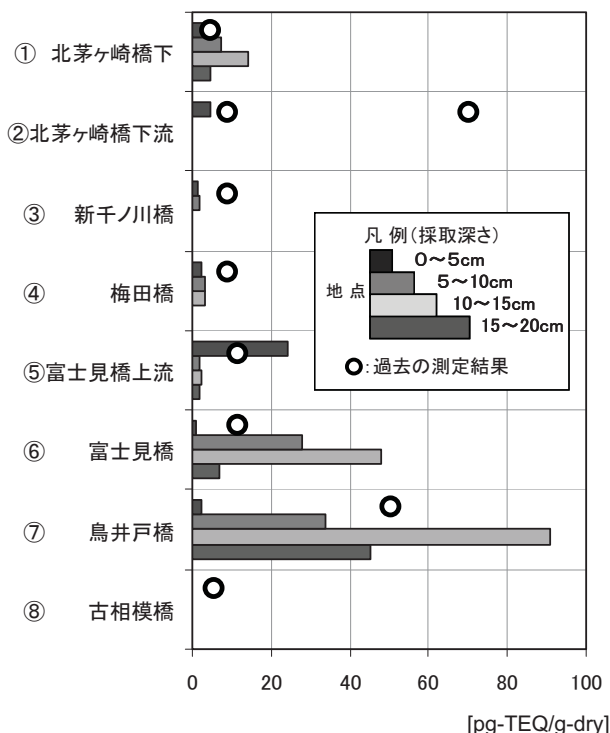 ① 北茅ヶ崎橋下
②北茅ヶ崎橋下流
③ 新千ノ川橋
④ 梅田橋
⑤富士見橋上流
⑥ 富士見橋
⑦ 鳥井戸橋
⑧ 古相模橋
凡 例(採取深さ)
地 点
0～5cm
5～10cm
10～15cm
15～20cm
:過去の測定結果
0 20 40 60 80 100
[pg-TEQ/g-dry]